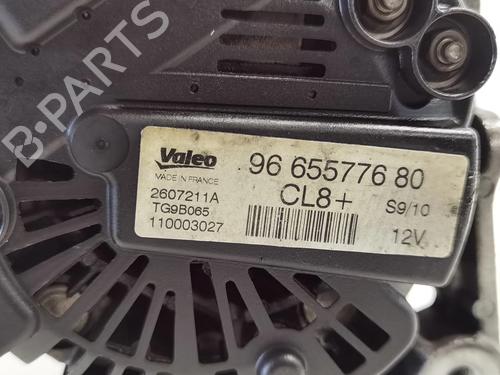 B-PARTS
Valeo
MADE IN FRANCE
96 655776 80
2607211A
CL8+
S9/10
TG9B065
110003027
12V